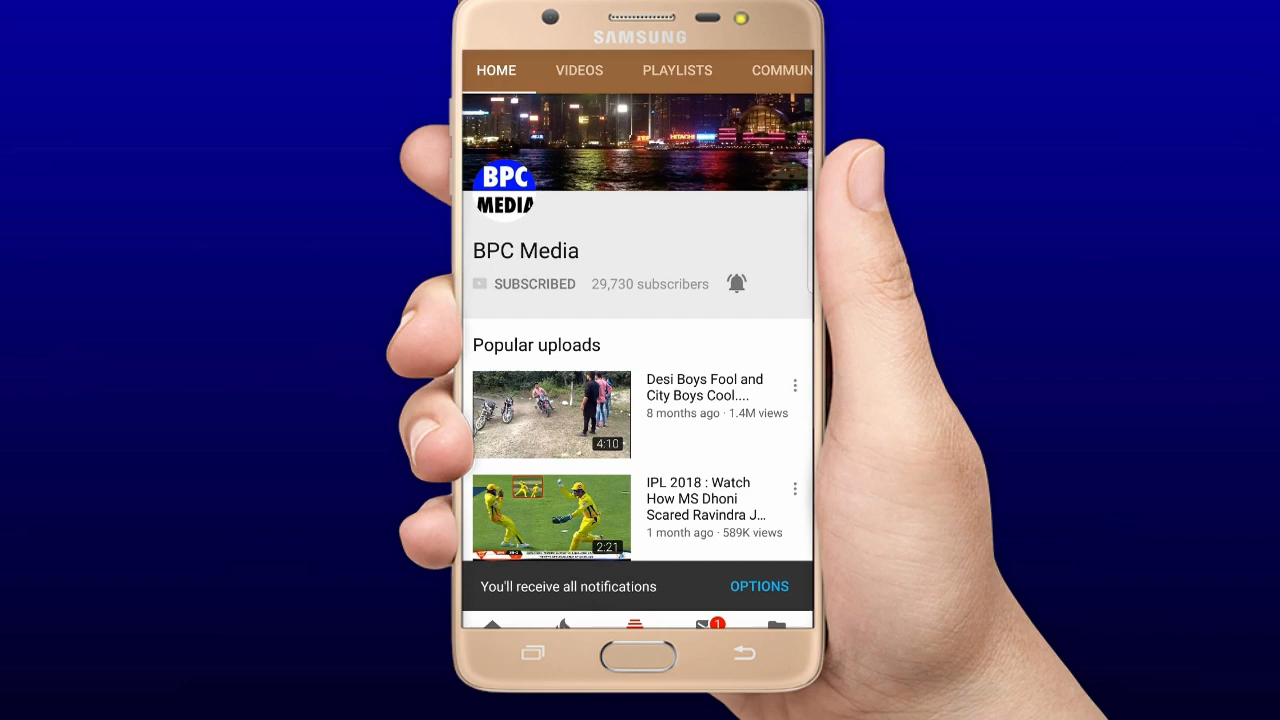 SAMSUNG
HOME VIDEOS PLAYLISTS COMMUN
HITACHI
BPC
MEDIA
BPC Media
SUBSCRIBED 29,730 subscribers
Popular uploads
Desi Boys Fool and
City Boys Cool....
8 months ago · 1.4M views
4:10
IPL 2018 : Watch
How MS Dhoni
Scared Ravindra J...
1 month ago · 589K views
2:21
You'll receive all notifications OPTIONS
1